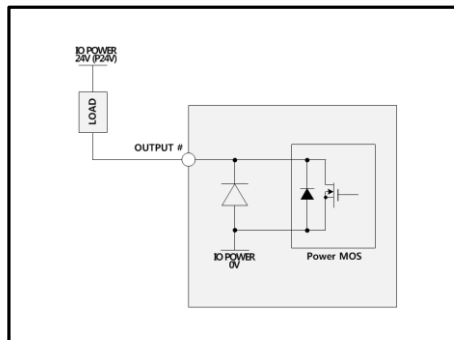 IO POWER
24V (P24V)
LOAD
OUTPUT #
IO POWER
0V
Power MOS